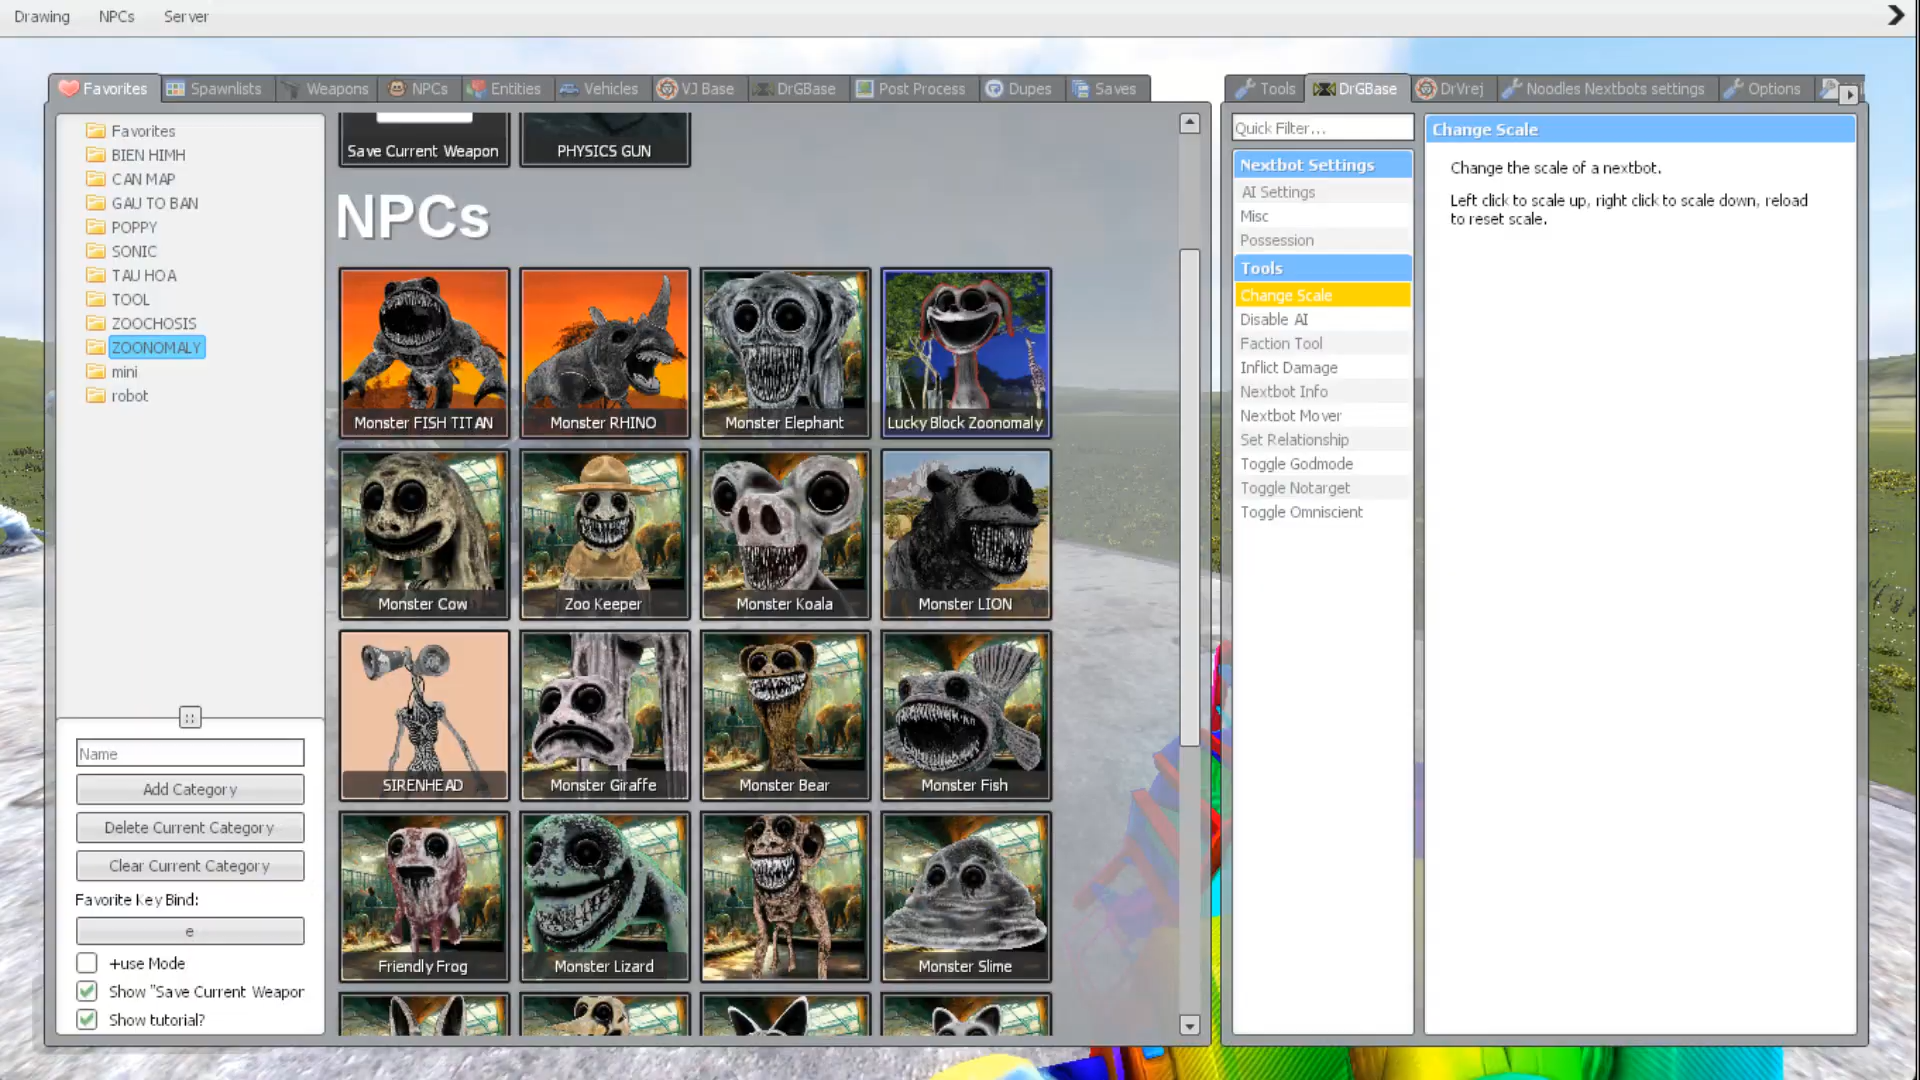 Drawing NPCs Server
Favorites Spawnlists Weapons NPCs Entities Vehicles VJ Base DrGBase Post Process Dupes Saves
Favorites
BIEN HIMH
CAN MAP
GAU TO BAN
POPPY
SONIC
TAU HOA
TOOL
ZOOCHOSIS
ZOONOMALY
mini
robot
Name
Add Category
Delete Current Category
Clear Current Category
Favorite Key Bind:
e
+use Mode
Show "Save Current Weapor
Show tutorial?
Save Current Weapon PHYSICS GUN
NPCs
Monster FISH TITAN Monster RHINO Monster Elephant Lucky Block Zoonomaly
Monster Cow Zoo Keeper Monster Koala Monster LION
SIRENHEAD Monster Giraffe Monster Bear Monster Fish
Friendly Frog Monster Lizard Monster Slime
Tools DrGBase DrVrej Noodles Nextbots settings Options
Quick Filter...
Nextbot Settings
AI Settings
Misc
Possession
Tools
Change Scale
Disable AI
Faction Tool
Inflict Damage
Nextbot Info
Nextbot Mover
Set Relationship
Toggle Godmode
Toggle Notarget
Toggle Omniscient
Change Scale
Change the scale of a nextbot.
Left click to scale up, right click to scale down, reload
to reset scale.